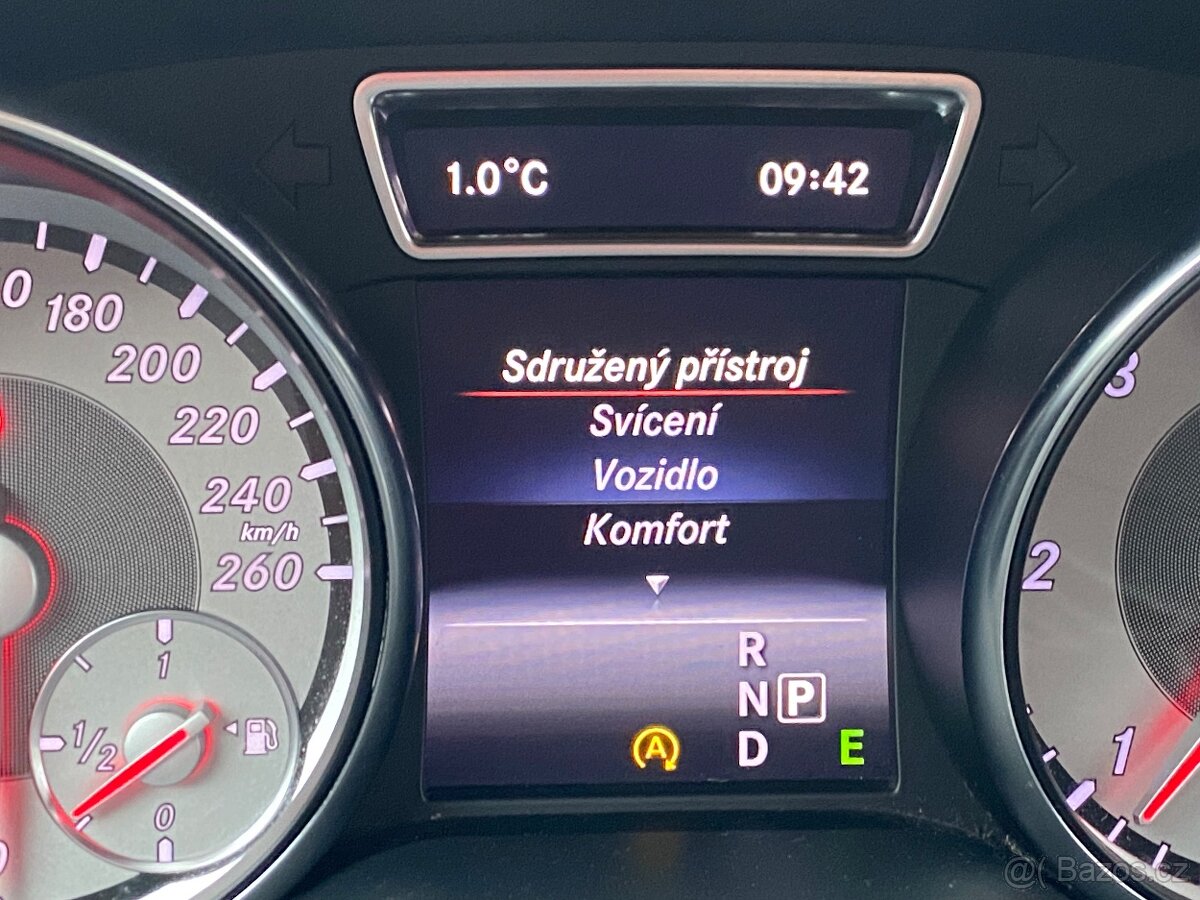 1.0°C 09:42
180
200
220
240
km/h
260
Sdružený přístroj
Svícení
Vozidlo
Komfort
R
N P
A D E
1
1/2
0
3
2
1
@( Bazos.cz